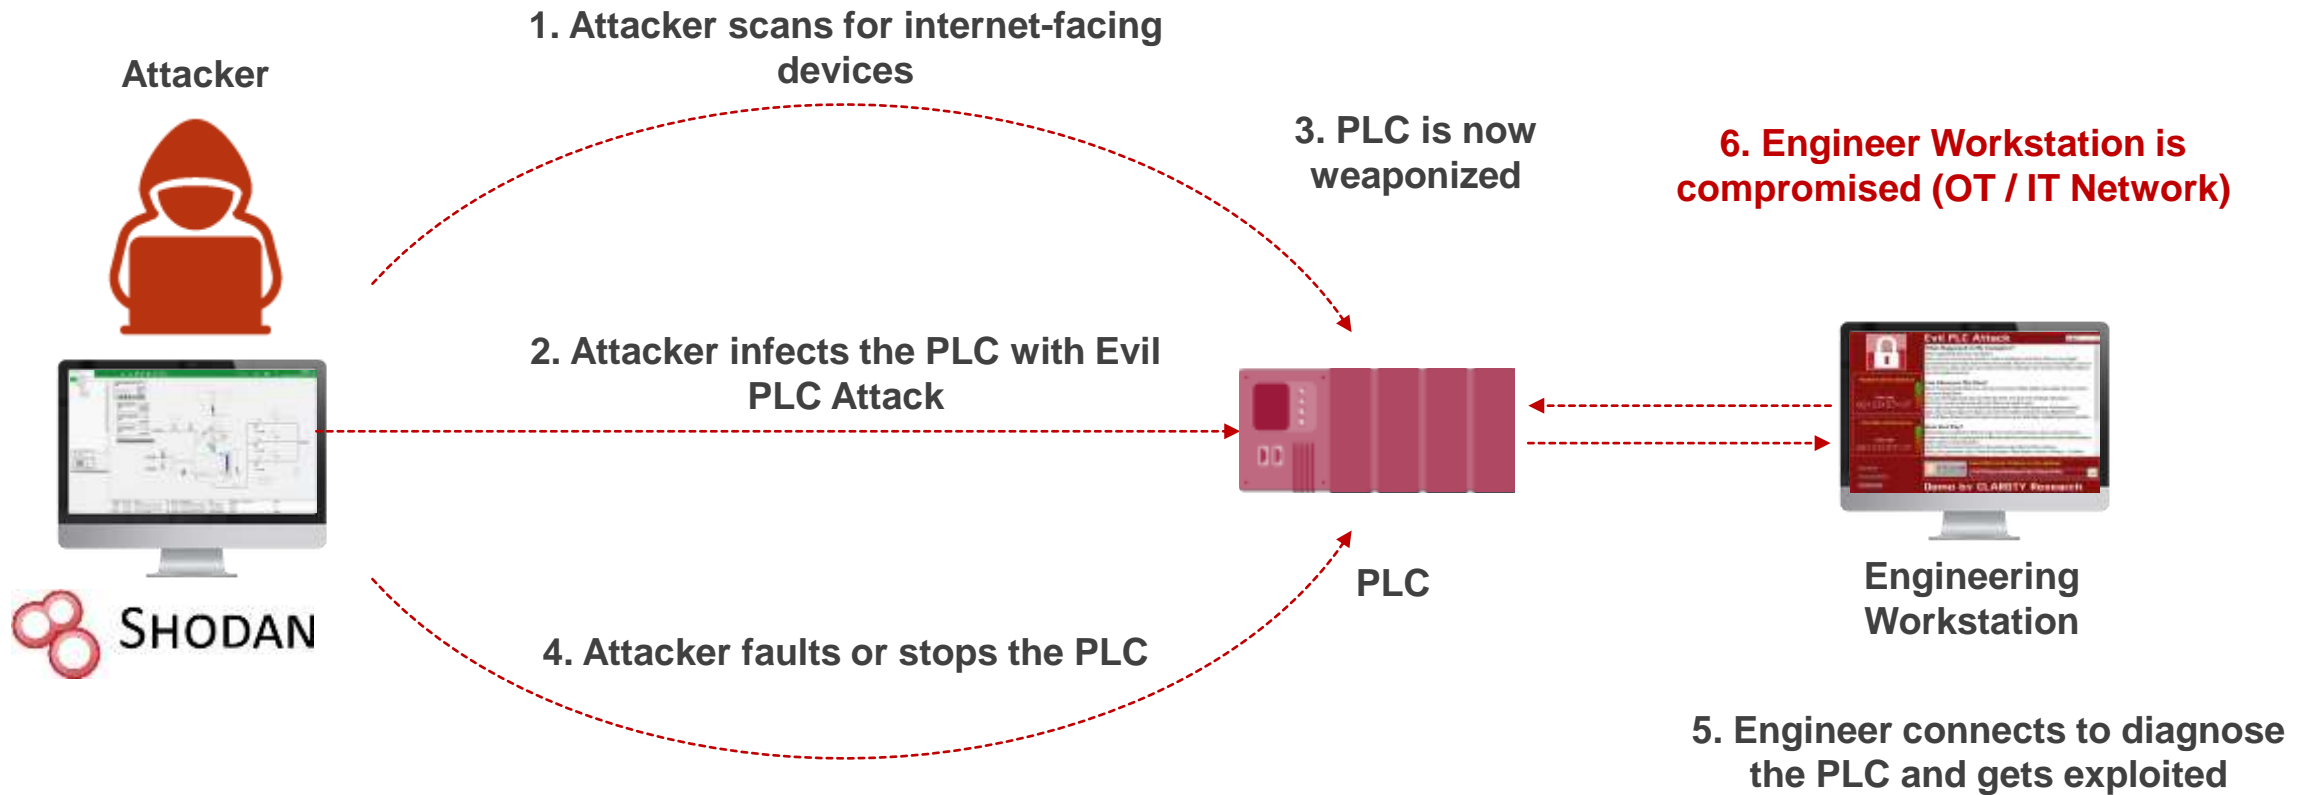 1. Attacker scans for internet-facing
devices
Attacker
3. PLC is now
weaponized
6. Engineer Workstation is
compromised (OT / IT Network)
2. Attacker infects the PLC with Evil
PLC Attack
Evil PLC Attack
Demo by CLAROTY Research
PLC
Engineering
Workstation
SHODAN
4. Attacker faults or stops the PLC
5. Engineer connects to diagnose
the PLC and gets exploited